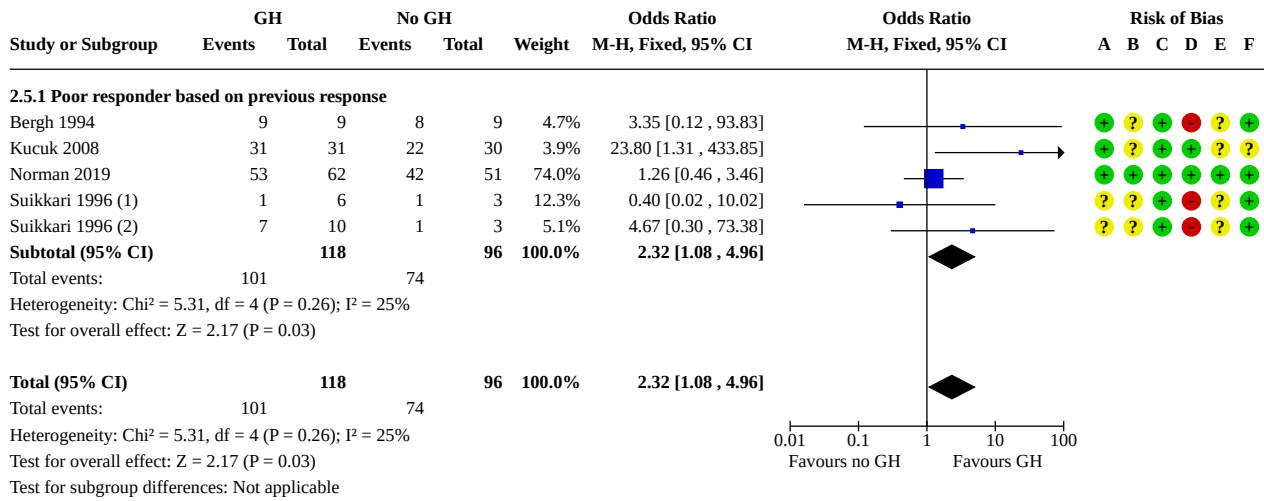 GH No GH Odds Ratio Odds Ratio Risk of Bias
Study or Subgroup Events Total Events Total Weight M-H, Fixed, 95% CI M-H, Fixed, 95% CI A B C D E F
2.5.1 Poor responder based on previous response
Bergh 1994 9 9 8 9 4.7% 3.35 [0.12 , 93.83] + ? + - ? +
Kucuk 2008 31 31 22 30 3.9% 23.80 [1.31 , 433.85] + ? + + ? ?
Norman 2019 53 62 42 51 74.0% 1.26 [0.46 , 3.46] + + + + + +
Suikkari 1996 (1) 1 6 1 3 12.3% 0.40 [0.02 , 10.02] ? ? + - ? +
Suikkari 1996 (2) 7 10 1 3 5.1% 4.67 [0.30 , 73.38] ? ? + - ? +
Subtotal (95% CI) 118 96 100.0% 2.32 [1.08 , 4.96]
Total events: 101 74
Heterogeneity: Chi² = 5.31, df = 4 (P = 0.26); I² = 25%
Test for overall effect: Z = 2.17 (P = 0.03)
Total (95% CI) 118 96 100.0% 2.32 [1.08 , 4.96]
Total events: 101 74
Heterogeneity: Chi² = 5.31, df = 4 (P = 0.26); I² = 25%
0.01 0.1 1 10 100
Test for overall effect: Z = 2.17 (P = 0.03) Favours no GH Favours GH
Test for subgroup differences: Not applicable